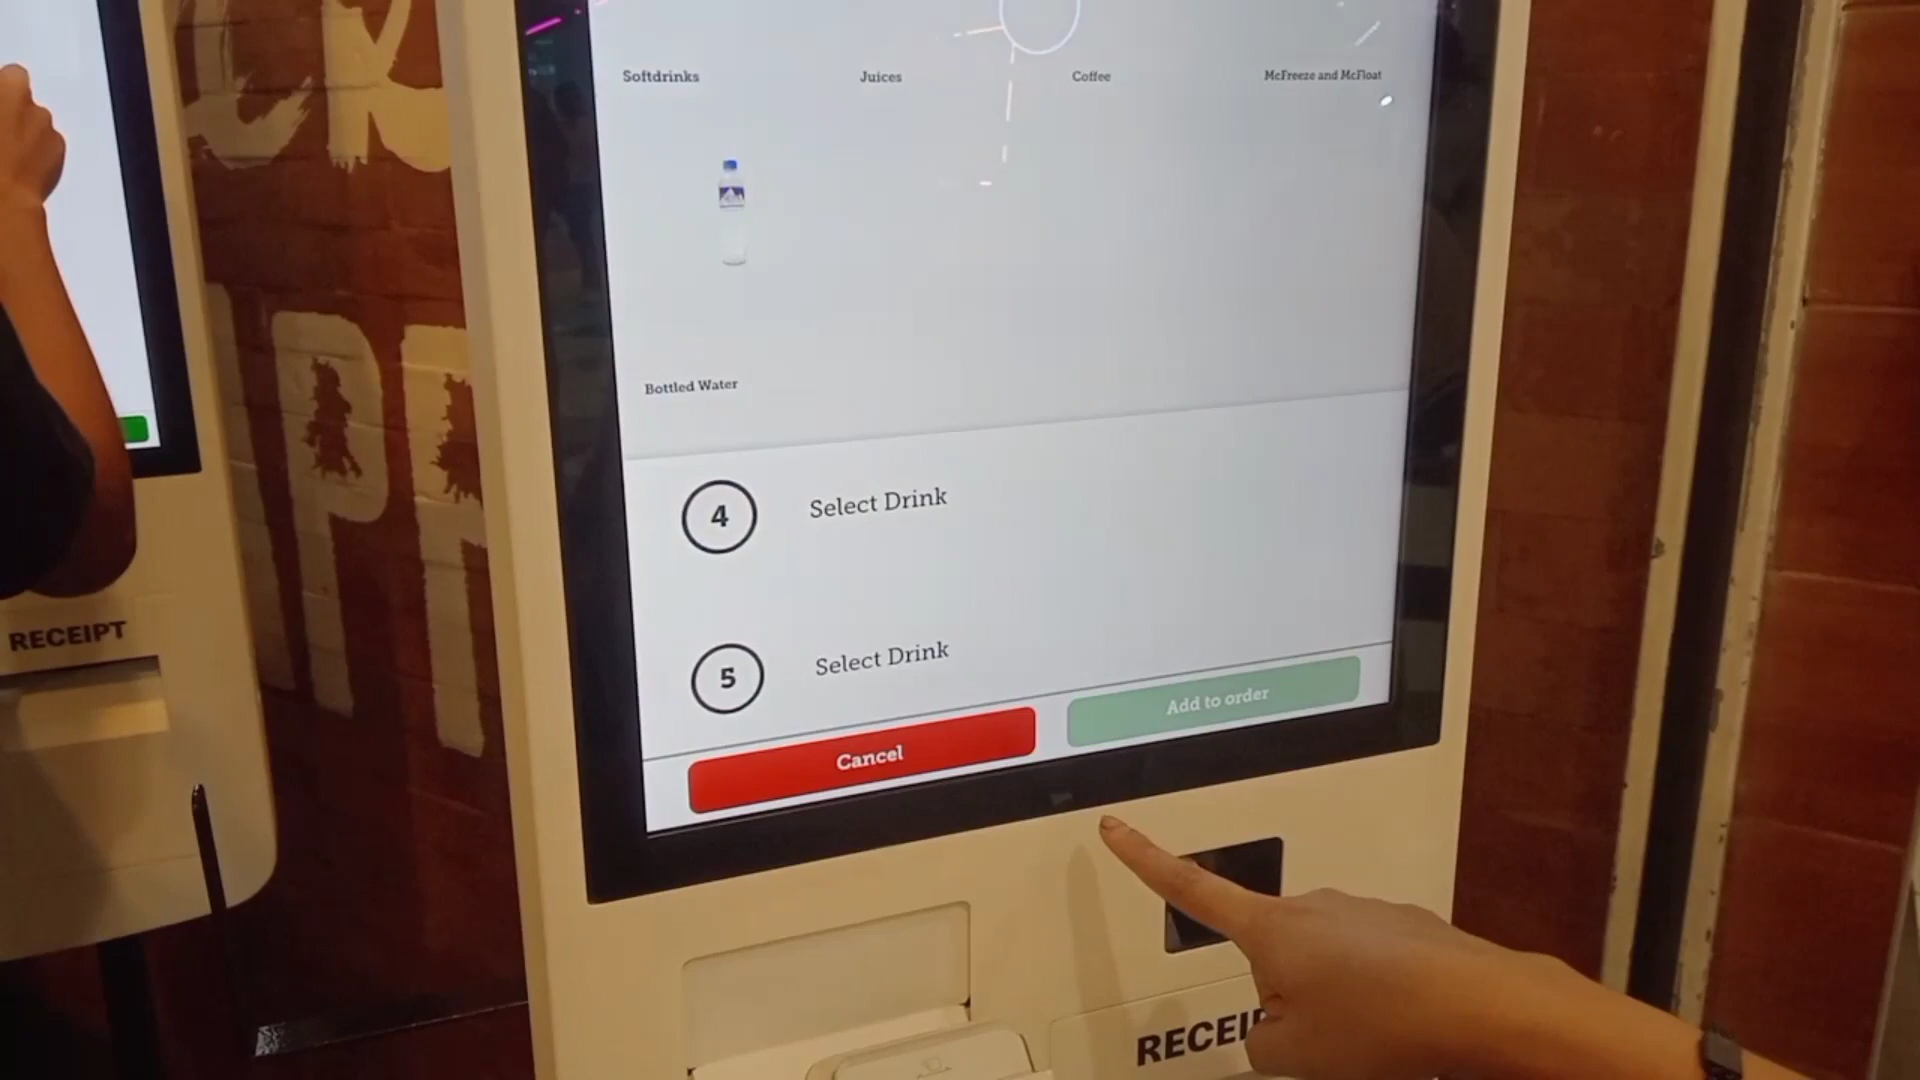 Softdrinks
Juices
Coffee
McFreeze and McFloat
Bottled Water
4
Select Drink
5
Select Drink
Add to order
Cancel
RECEIPT